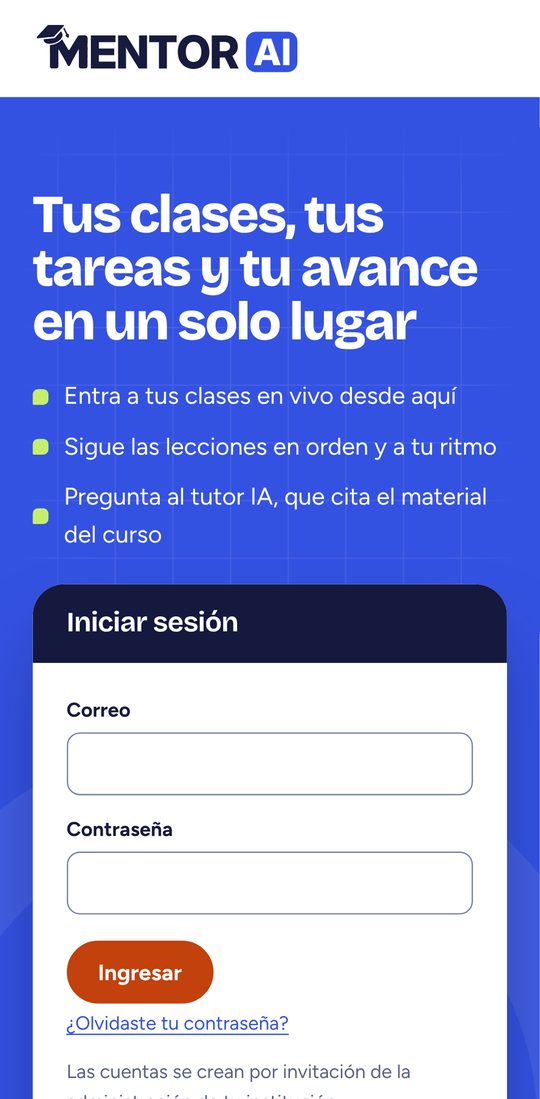 MENTOR AI
Tus clases, tus
tareas y tu avance
en un solo lugar
Entra a tus clases en vivo desde aquí
Sigue las lecciones en orden y a tu ritmo
Pregunta al tutor IA, que cita el material
del curso
Iniciar sesión
Correo
Contraseña
Ingresar
¿Olvidaste tu contraseña?
Las cuentas se crean por invitación de la